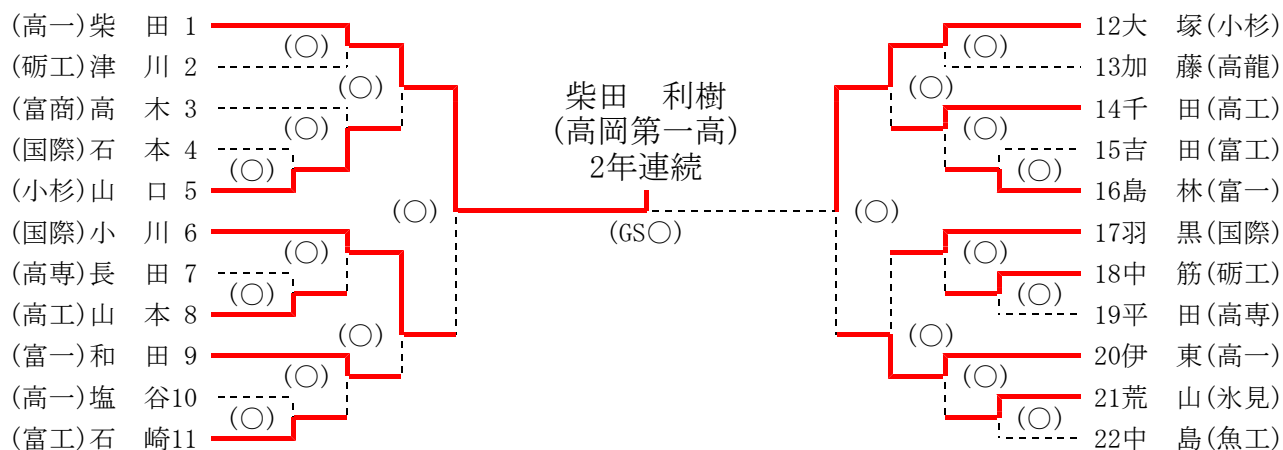 (高一)柴　田 1
(○)
(砺工)津　川 2
(○)
(富商)高　木 3
(○)
(国際)石　本 4
(○)
(小杉)山　口 5
(○)
(国際)小　川 6
(○)
(高専)長　田 7
(○)
(高工)山　本 8
(○)
(富一)和　田 9
(○)
(高一)塩　谷10
(○)
(富工)石　崎11
柴田　利樹
(高岡第一高)
2年連続
(GS○)
12大　塚(小杉)
(○)
13加　藤(高龍)
(○)
14千　田(高工)
15吉　田(富工)
(○)
16島　林(富一)
(○)
17羽　黒(国際)
(○)
18中　筋(砺工)
(○)
19平　田(高専)
20伊　東(高一)
(○)
21荒　山(氷見)
(○)
22中　島(魚工)